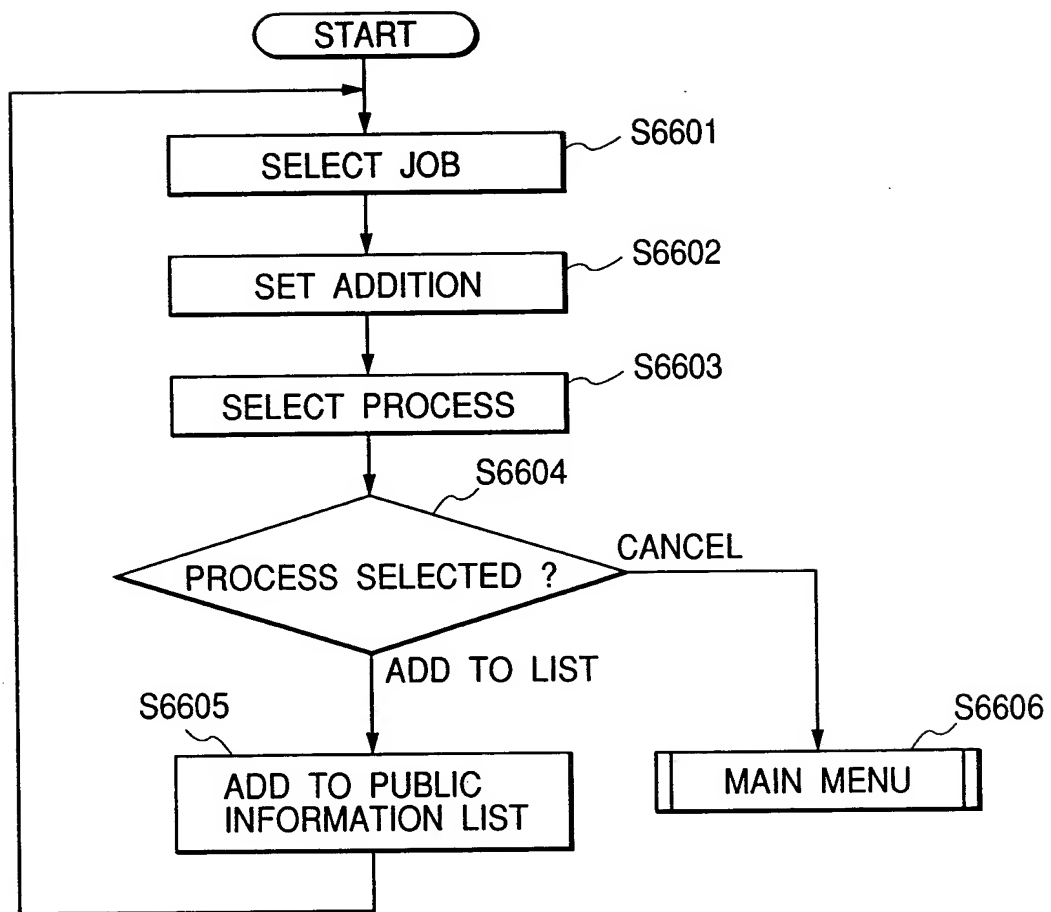 START
S6601
SELECT JOB
S6602
SET ADDITION
S6603
SELECT PROCESS
S6604
CANCEL
PROCESS SELECTED ?
ADD TO LIST
S6605
S6606
ADD TO PUBLIC
INFORMATION LIST
MAIN MENU